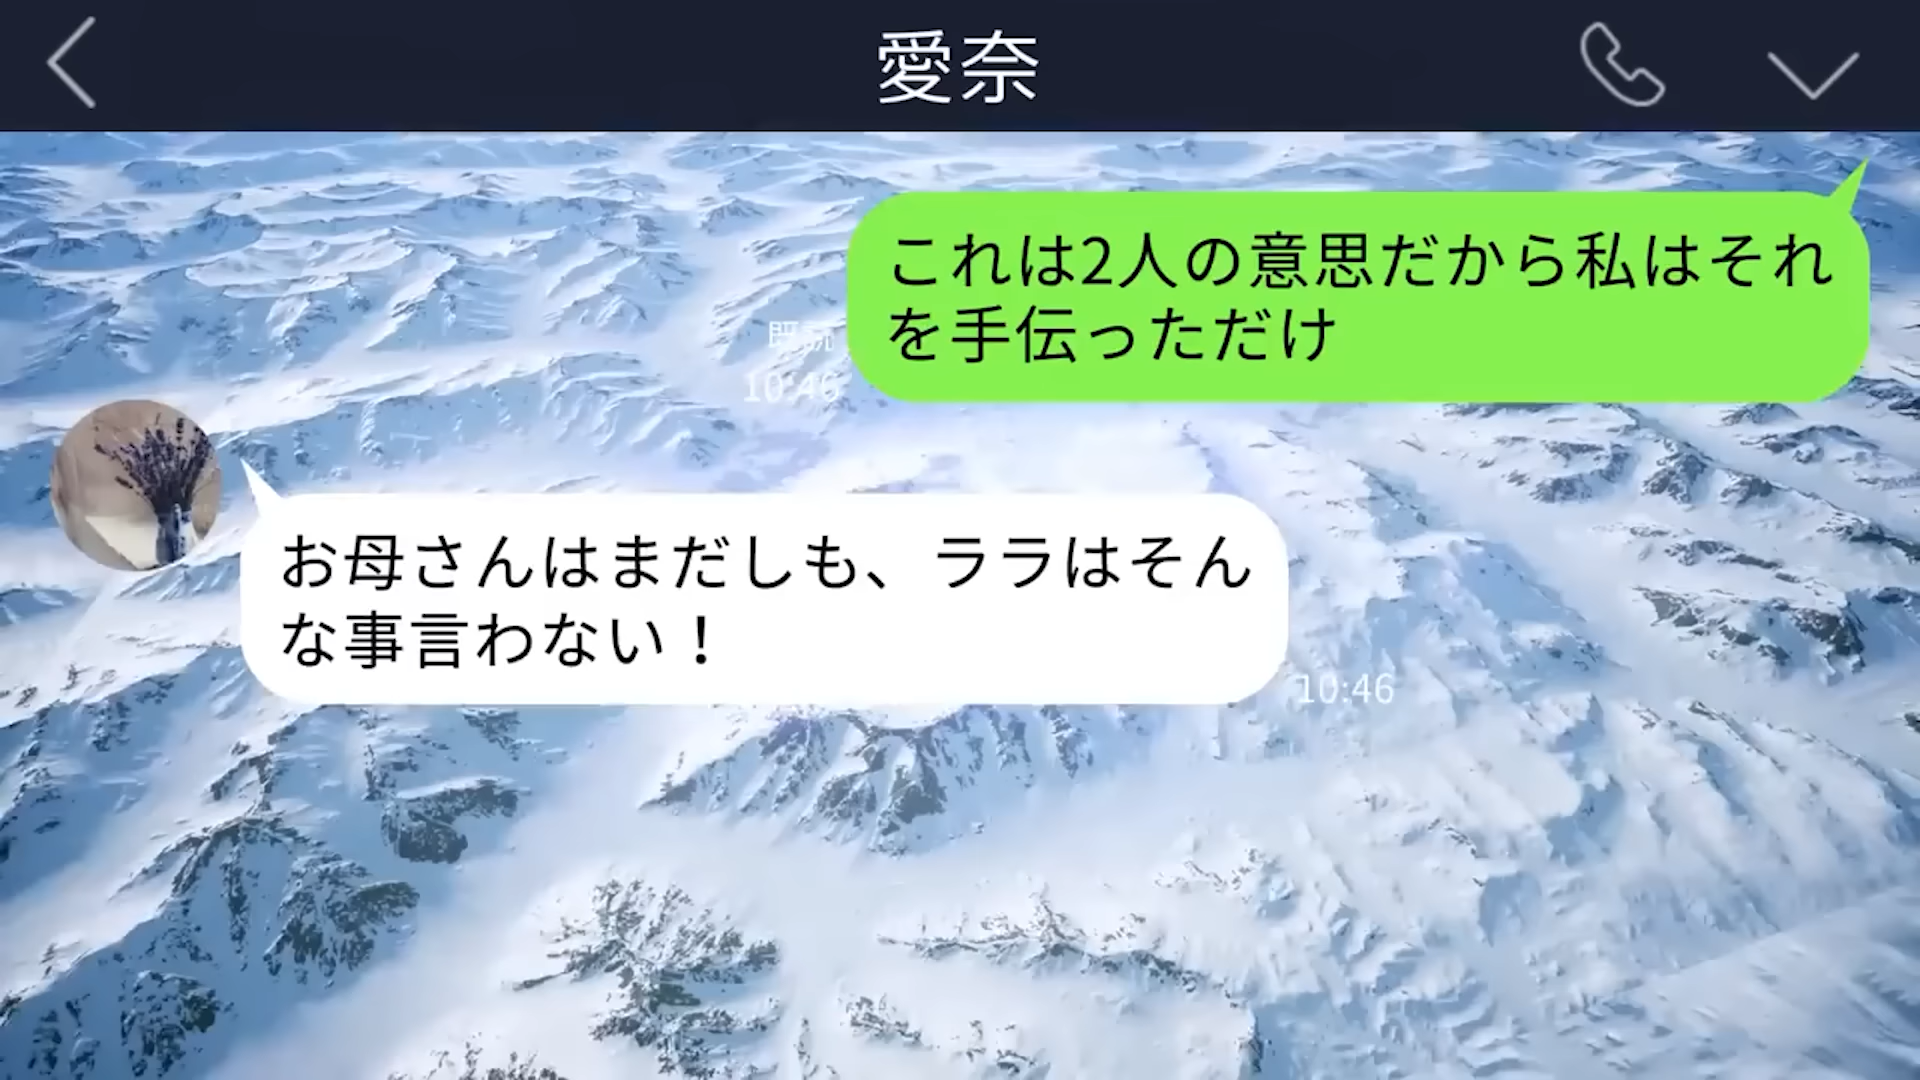 愛奈
これは2人の意思だから私はそれ
を手伝っただけ
既読
10:46
お母さんはまだしも、ララはそん
な事言わない！
10:46